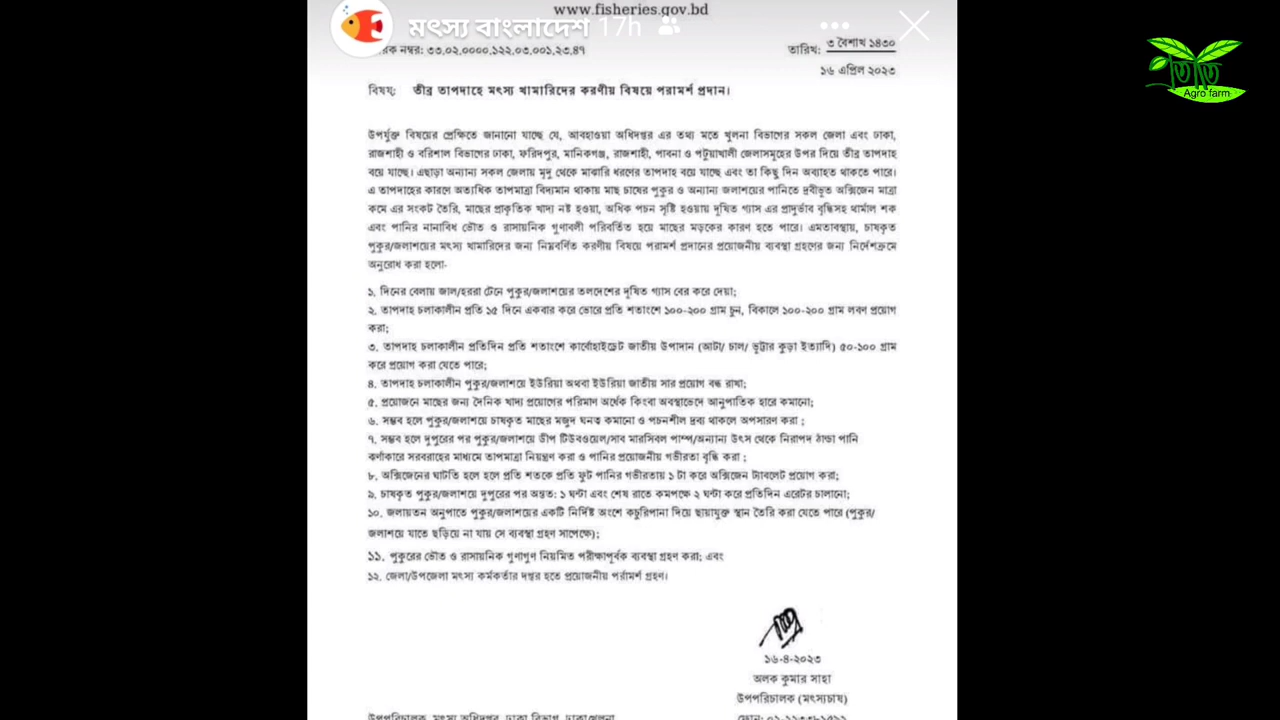 www.fisheries.gov.bd
মৎস্য বাংলাদেশ 17h
নম্বর: ৩৩.০২.০০০০.১২২.০৩.০০১.২৩.৪৭
তারিখ: ৩ বৈশাখ ১৪৩০
১৬ এপ্রিল ২০২৩
বিষয়: তীব্র তাপদাহে মৎস্য খামারিদের করণীয় বিষয়ে পরামর্শ প্রদান।
তিতি
Agro farm
উপর্যুক্ত বিষয়ের প্রেক্ষিতে জানানো যাচ্ছে যে, আবহাওয়া অধিদপ্তর এর তথ্য মতে খুলনা বিভাগের সকল জেলা এবং ঢাকা,
রাজশাহী ও বরিশাল বিভাগের ঢাকা, ফরিদপুর, মানিকগঞ্জ, রাজশাহী, পাবনা ও পটুয়াখালী জেলাসমূহের উপর দিয়ে তীব্র তাপদাহ
বয়ে যাচ্ছে। এছাড়া অন্যান্য সকল জেলায় মৃদু থেকে মাঝারি ধরণের তাপদাহ বয়ে যাচ্ছে এবং তা কিছু দিন অব্যাহত থাকতে পারে।
এ তাপদাহের কারণে অত্যধিক তাপমাত্রা বিদ্যমান থাকায় মাছ চাষের পুকুর ও অন্যান্য জলাশয়ের পানিতে দ্রবীভূত অক্সিজেন মাত্রা
কমে এর সংকট তৈরি, মাছের প্রাকৃতিক খাদ্য নষ্ট হওয়া, অধিক পচন সৃষ্টি হওয়ায় দূষিত গ্যাস এর প্রাদুর্ভাব বৃদ্ধিসহ থার্মাল শক
এবং পানির নানাবিধ ভৌত ও রাসায়নিক গুণাবলী পরিবর্তিত হয়ে মাছের মড়কের কারণ হতে পারে। এমতাবস্থায়, চাষকৃত
পুকুর/জলাশয়ের মৎস্য খামারিদের জন্য নিম্নবর্ণিত করণীয় বিষয়ে পরামর্শ প্রদানের প্রয়োজনীয় ব্যবস্থা গ্রহণের জন্য নির্দেশক্রমে
অনুরোধ করা হলো-
১. দিনের বেলায় জাল/হররা টেনে পুকুর/জলাশয়ের তলদেশের দূষিত গ্যাস বের করে দেয়া;
২. তাপদাহ চলাকালীন প্রতি ১৫ দিনে একবার করে ভোরে প্রতি শতাংশে ১০০-২০০ গ্রাম চুন, বিকালে ১০০-২০০ গ্রাম লবণ প্রয়োগ
করা;
৩. তাপদাহ চলাকালীন প্রতিদিন প্রতি শতাংশে কার্বোহাইড্রেট জাতীয় উপাদান (আটা/ চাল/ ভুট্টার কুড়া ইত্যাদি) ৫০-১০০ গ্রাম
করে প্রয়োগ করা যেতে পারে;
৪. তাপদাহ চলাকালীন পুকুর/জলাশয়ে ইউরিয়া অথবা ইউরিয়া জাতীয় সার প্রয়োগ বন্ধ রাখা;
৫. প্রয়োজনে মাছের জন্য দৈনিক খাদ্য প্রয়োগের পরিমাণ অর্ধেক কিংবা অবস্থাভেদে আনুপাতিক হারে কমানো;
৬. সম্ভব হলে পুকুর/জলাশয়ে চাষকৃত মাছের মজুদ ঘনত্ব কমানো ও পচনশীল দ্রব্য থাকলে অপসারণ করা ;
৭. সম্ভব হলে দুপুরের পর পুকুর/জলাশয়ে ডীপ টিউবওয়েল/সাব মারসিবল পাম্প/অন্যান্য উৎস থেকে নিরাপদ ঠান্ডা পানি
ঝর্ণাকারে সরবরাহের মাধ্যমে তাপমাত্রা নিয়ন্ত্রণ করা ও পানির প্রয়োজনীয় গভীরতা বৃদ্ধি করা ;
৮. অক্সিজেনের ঘাটতি হলে হলে প্রতি শতকে প্রতি ফুট পানির গভীরতায় ১ টা করে অক্সিজেন ট্যাবলেট প্রয়োগ করা;
৯. চাষকৃত পুকুর/জলাশয়ে দুপুরের পর অন্তত: ১ ঘন্টা এবং শেষ রাতে কমপক্ষে ২ ঘন্টা করে প্রতিদিন এরেটর চালানো;
১০. জলায়তন অনুপাতে পুকুর/জলাশয়ের একটি নির্দিষ্ট অংশে কচুরিপানা দিয়ে ছায়াযুক্ত স্থান তৈরি করা যেতে পারে (পুকুর/
জলাশয়ে যাতে ছড়িয়ে না যায় সে ব্যবস্থা গ্রহণ সাপেক্ষে);
১১. পুকুরের ভৌত ও রাসায়নিক গুণাগুণ নিয়মিত পরীক্ষাপূর্বক ব্যবস্থা গ্রহণ করা; এবং
১২. জেলা/উপজেলা মৎস্য কর্মকর্তার দপ্তর হতে প্রয়োজনীয় পর্রামর্শ গ্রহণ।
১৬-৪-২০২৩
অলক কুমার সাহা
উপপরিচালক (মৎস্যচাষ)